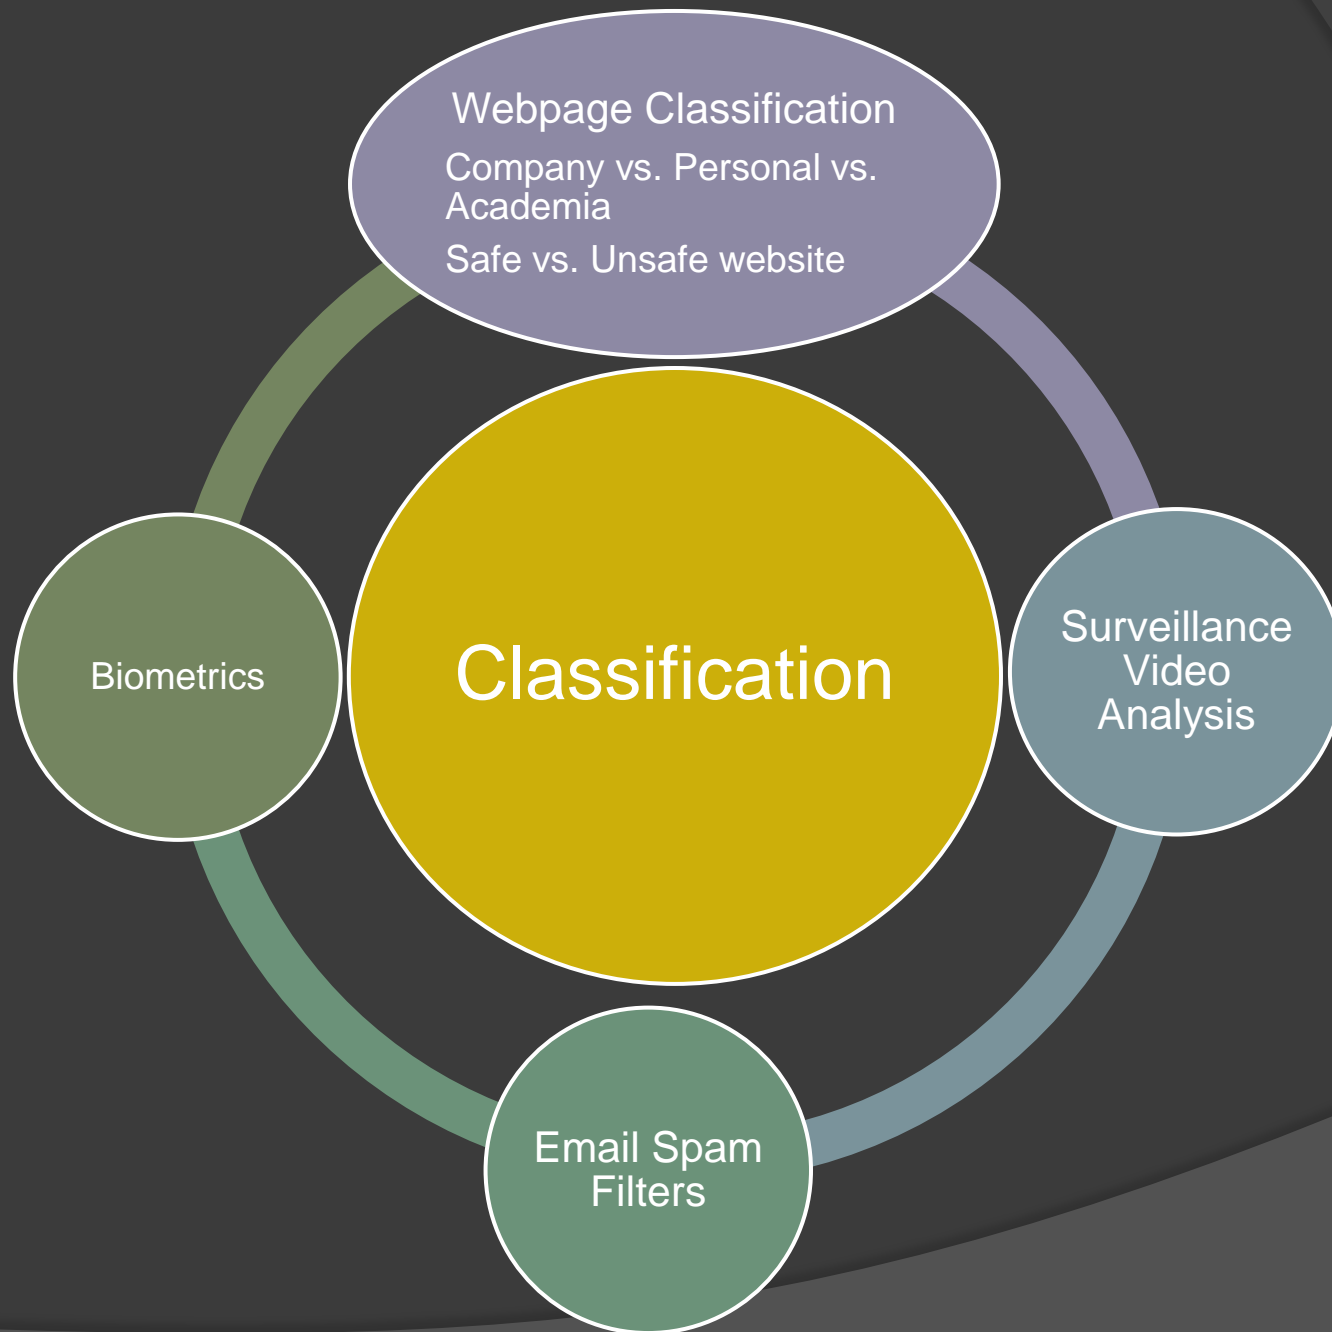 Webpage Classification
Company vs. Personal vs.
Academia
Safe vs. Unsafe website
Classification
Biometrics
Surveillance
Video
Analysis
Email Spam
Filters